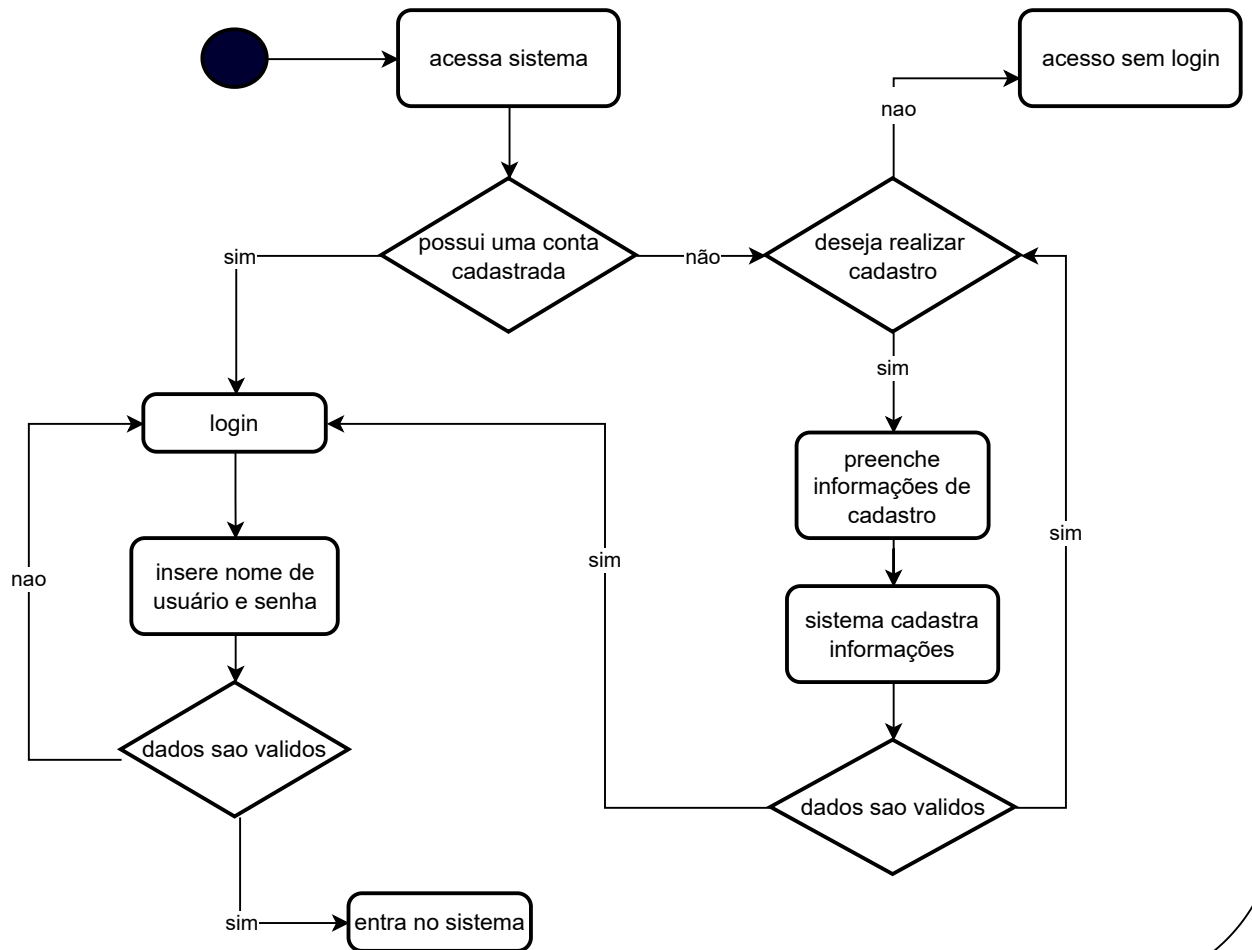 acessa sistema
acesso sem login
nao
possui uma conta
cadastrada
deseja realizar
cadastro
sim
não
sim
login
preenche
informações de
cadastro
sim
sim
nao
insere nome de
usuário e senha
sistema cadastra
informações
dados sao validos
dados sao validos
sim
entra no sistema